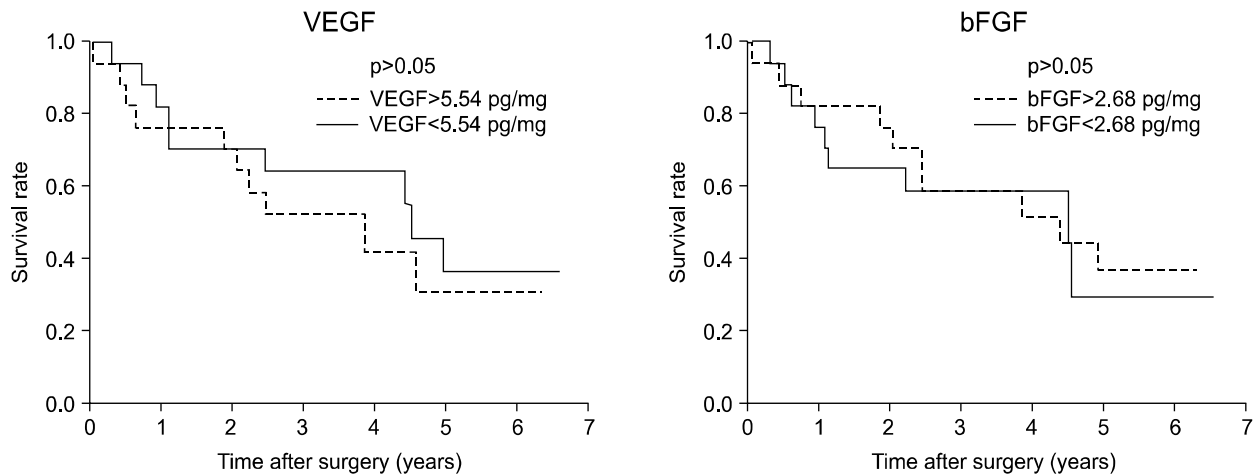 VEGF
1.0
0.8
0.6
0.4
0.2
0.0
Survival rate
p>0.05
VEGF>5.54 pg/mg
VEGF<5.54 pg/mg
0 1 2 3 4 5 6 7
Time after surgery (years)
bFGF
1.0
0.8
0.6
0.4
0.2
0.0
Survival rate
p>0.05
bFGF>2.68 pg/mg
bFGF<2.68 pg/mg
0 1 2 3 4 5 6 7
Time after surgery (years)